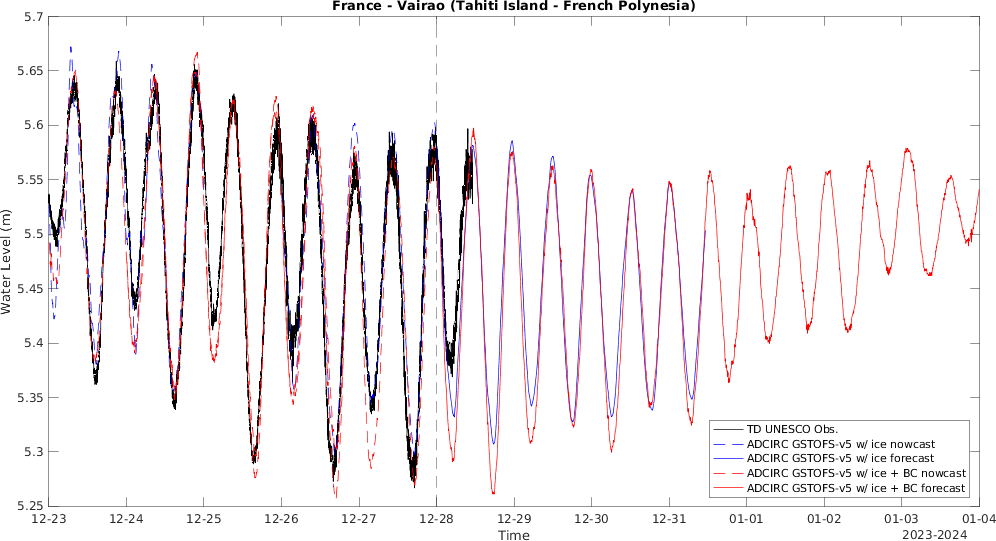 France - Vairao (Tahiti Island - French Polynesia)
5.7
5.65
5.6
5.55
5.5
5.45
5.4
5.35
5.3
5.25
Water Level (m)
TD UNESCO Obs.
ADCIRC GSTOFS-v5 w/ ice nowcast
ADCIRC GSTOFS-v5 w/ ice forecast
ADCIRC GSTOFS-v5 w/ ice + BC nowcast
ADCIRC GSTOFS-v5 w/ ice + BC forecast
12-23 12-24 12-25 12-26 12-27 12-28 12-29 12-30 12-31 01-01 01-02 01-03 01-04
Time
2023-2024